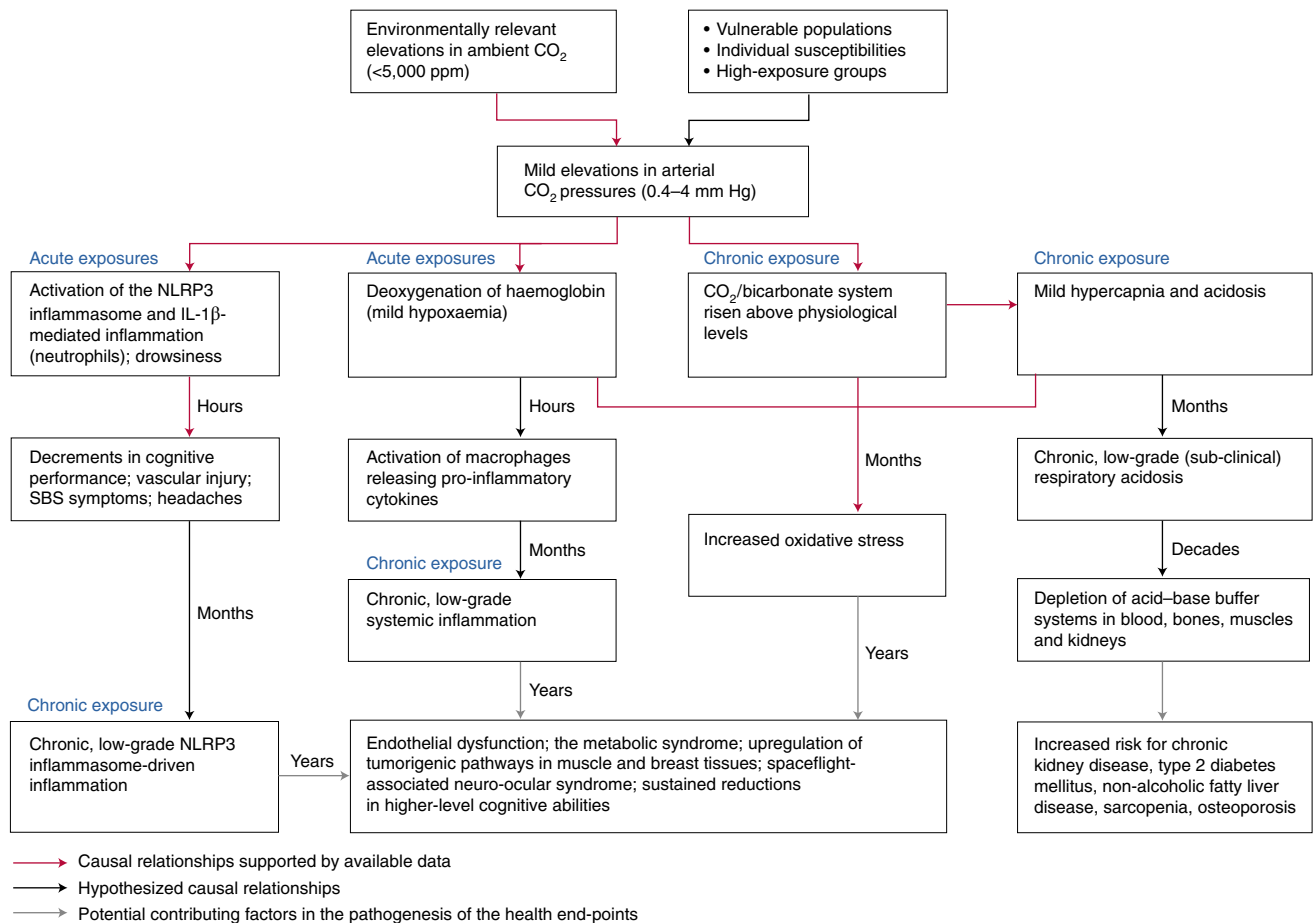 Environmentally relevant
elevations in ambient CO₂
(<5,000 ppm)
• Vulnerable populations
• Individual susceptibilities
• High-exposure groups
Mild elevations in arterial
CO₂ pressures (0.4–4 mm Hg)
Acute exposures
Activation of the NLRP3
inflammasome and IL-1β-
mediated inflammation
(neutrophils); drowsiness
Acute exposures
Deoxygenation of haemoglobin
(mild hypoxaemia)
Chronic exposure
CO₂/bicarbonate system
risen above physiological
levels
Chronic exposure
Mild hypercapnia and acidosis
Hours
Hours
Months
Months
Decrements in cognitive
performance; vascular injury;
SBS symptoms; headaches
Activation of macrophages
releasing pro-inflammatory
cytokines
Increased oxidative stress
Chronic, low-grade (sub-clinical)
respiratory acidosis
Months
Months
Decades
Chronic exposure
Chronic, low-grade
systemic inflammation
Depletion of acid–base buffer
systems in blood, bones, muscles
and kidneys
Years
Years
Chronic exposure
Chronic, low-grade NLRP3
inflammasome-driven
inflammation
Years
Endothelial dysfunction; the metabolic syndrome; upregulation of
tumorigenic pathways in muscle and breast tissues; spaceflight-
associated neuro-ocular syndrome; sustained reductions
in higher-level cognitive abilities
Increased risk for chronic
kidney disease, type 2 diabetes
mellitus, non-alcoholic fatty liver
disease, sarcopenia, osteoporosis
Causal relationships supported by available data
Hypothesized causal relationships
Potential contributing factors in the pathogenesis of the health end-points